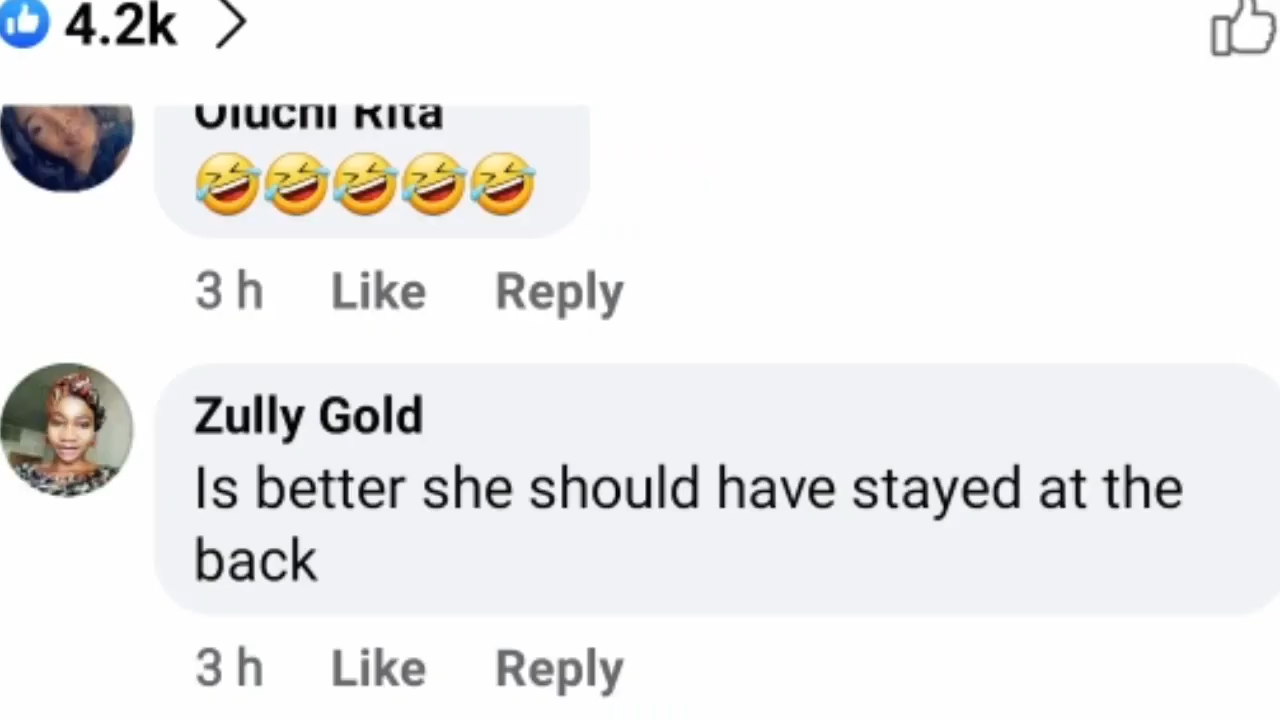 4.2k
Oluchi Rita
🤣🤣🤣🤣🤣
3 h Like Reply
Zully Gold
Is better she should have stayed at the
back
3 h Like Reply